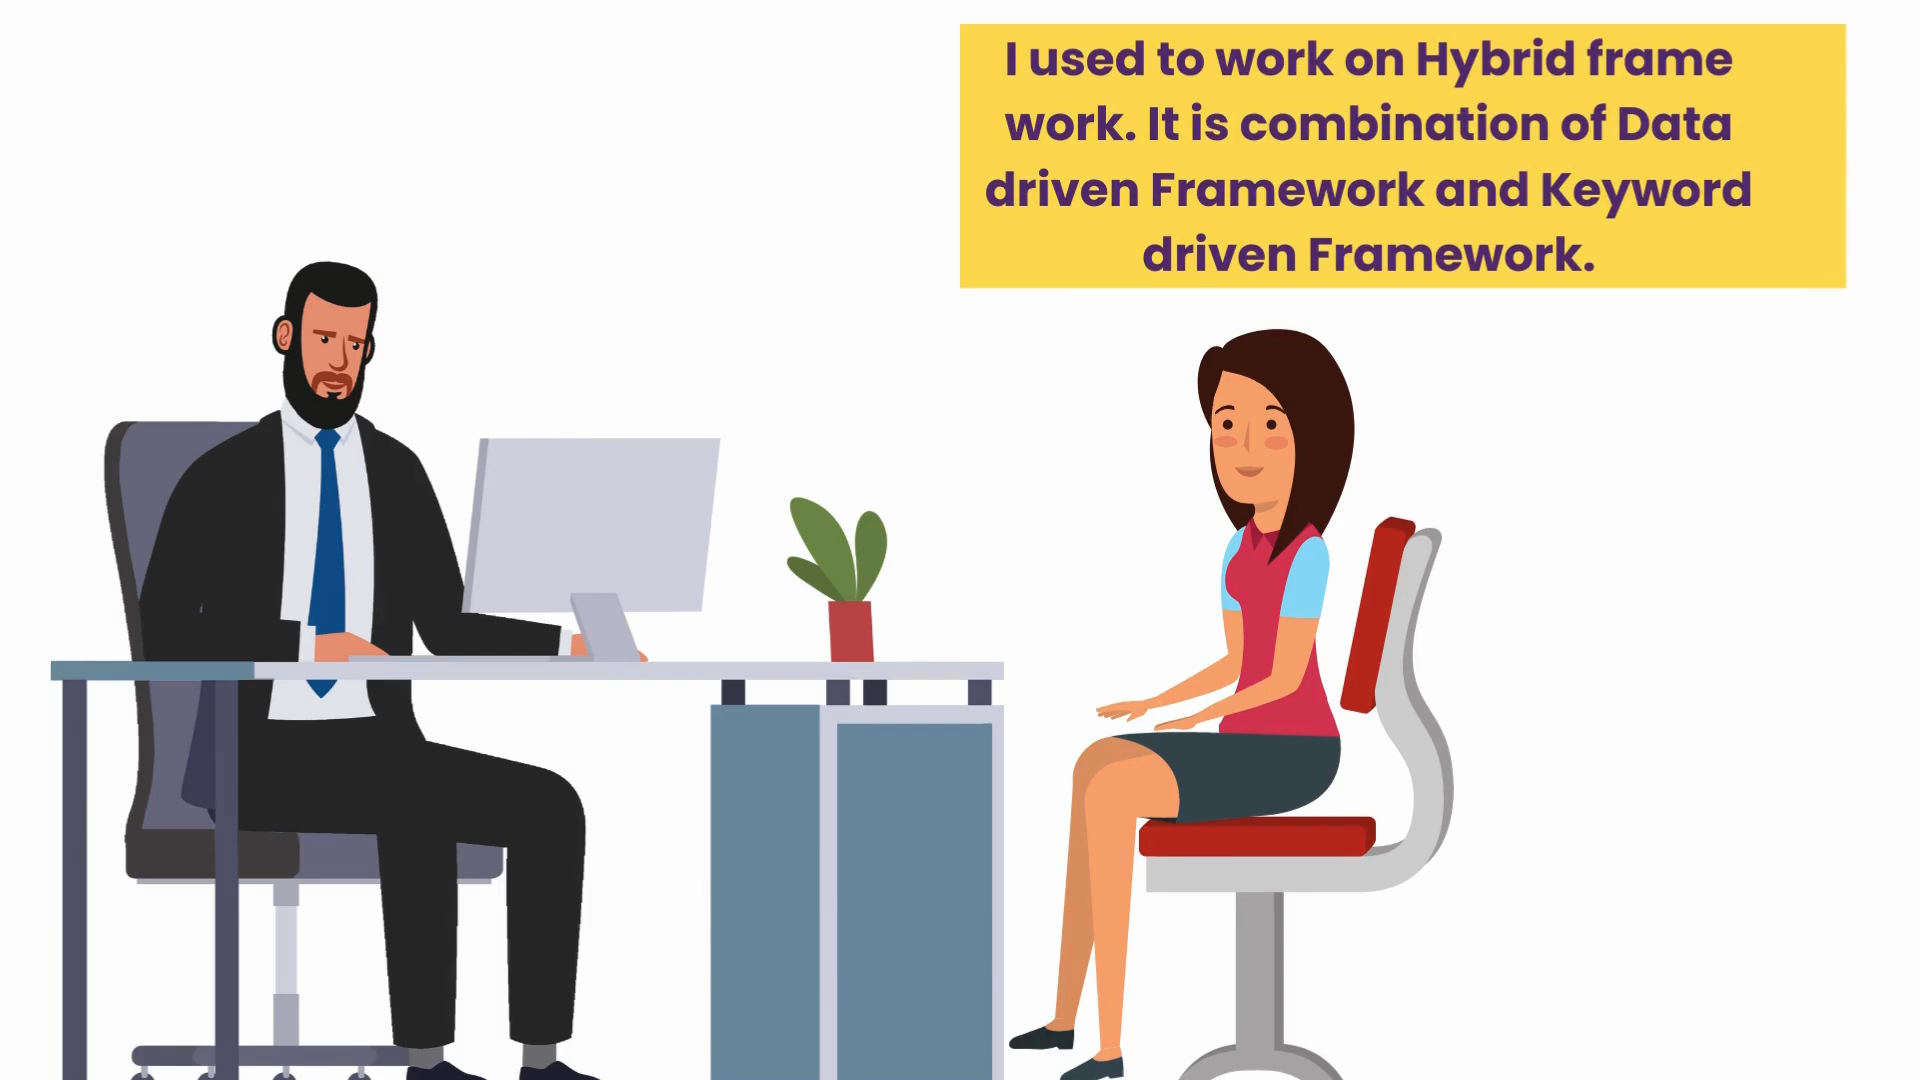 I used to work on Hybrid frame
work. It is combination of Data
driven Framework and Keyword
driven Framework.